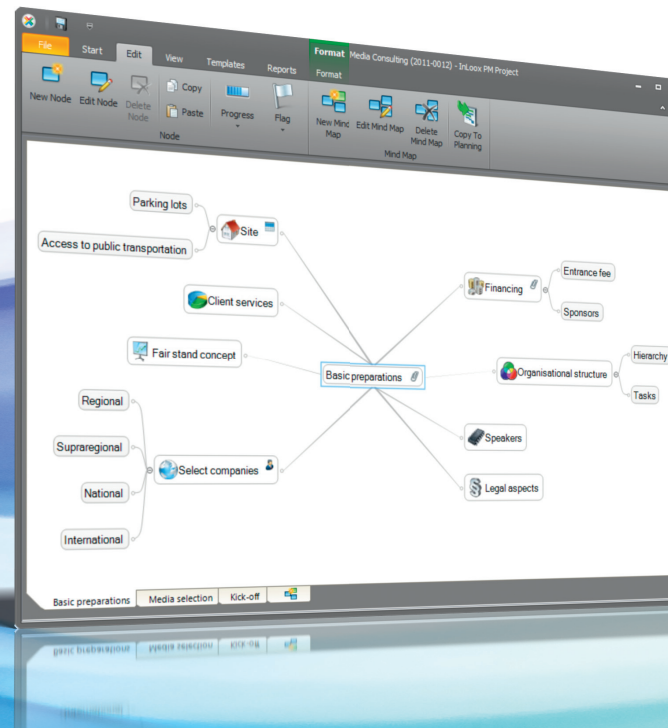 Format Media Consulting (2011-0012) - InLoox PM Project
File Start Edit View Templates Reports Format
New Node
Edit Node
Delete
Node
Copy
Paste
Progress
Flag
New Mind
Map
Edit Mind Map
Delete
Mind Map
Copy To
Planning
Node
Mind Map
Parking lots
Site
Access to public transportation
Client services
Fair stand concept
Regional
Supraregional
Select companies
National
International
Basic preparations
Financing
Entrance fee
Sponsors
Organisational structure
Hierarchy
Tasks
Speakers
§ Legal aspects
Basic preparations Media selection Kick-off